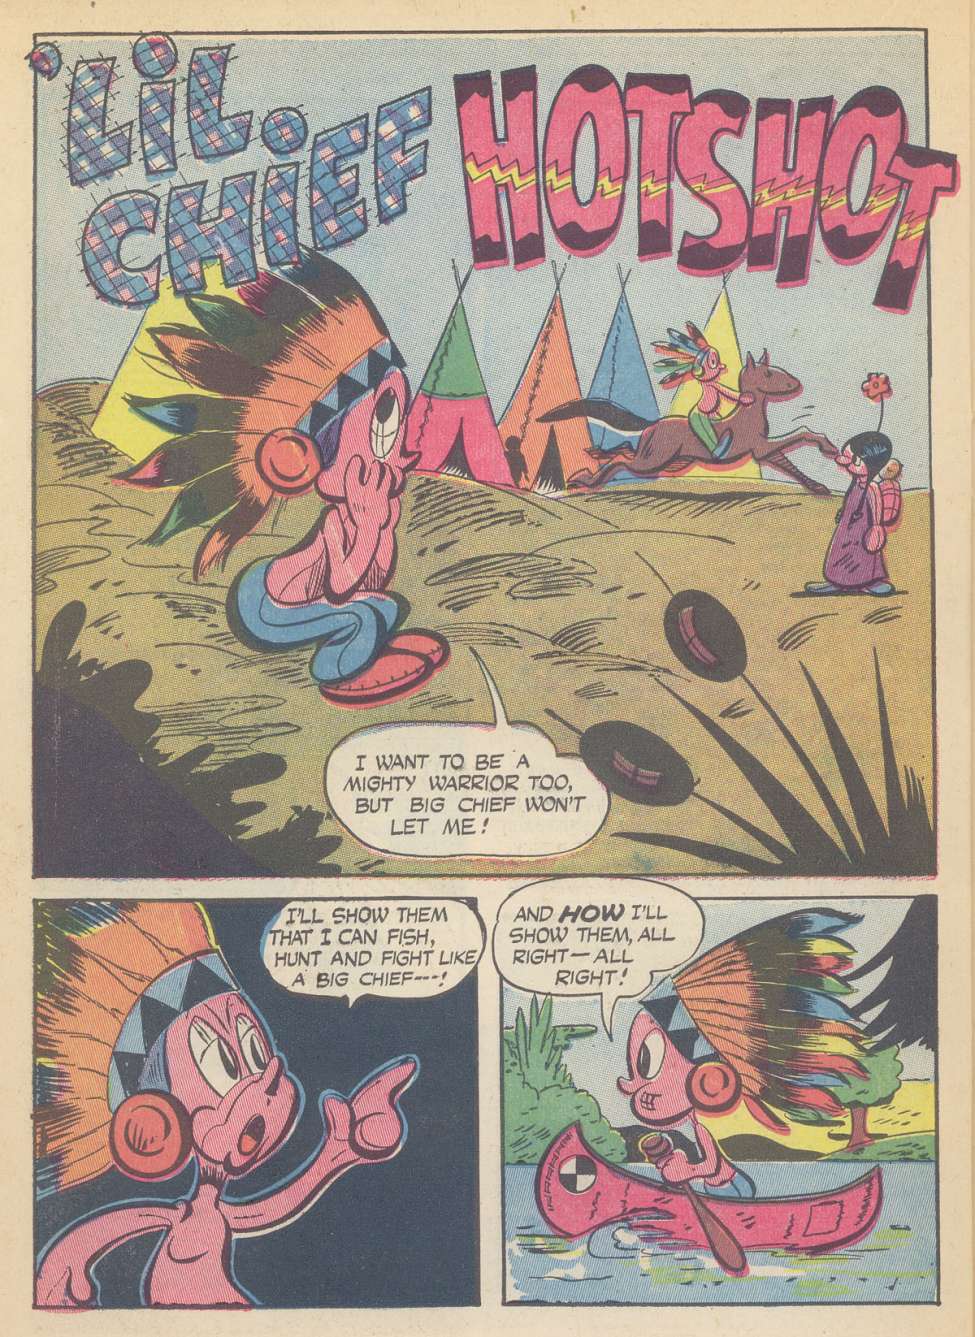 'LiL.
CHiEF
HOTSHOT
I WANT TO BE A
MIGHTY WARRIOR TOO,
BUT BIG CHIEF WON'T
LET ME!
I'LL SHOW THEM
THAT I CAN FISH,
HUNT AND FIGHT LIKE
A BIG CHIEF---!
AND HOW I'LL
SHOW THEM, ALL
RIGHT—ALL
RIGHT!